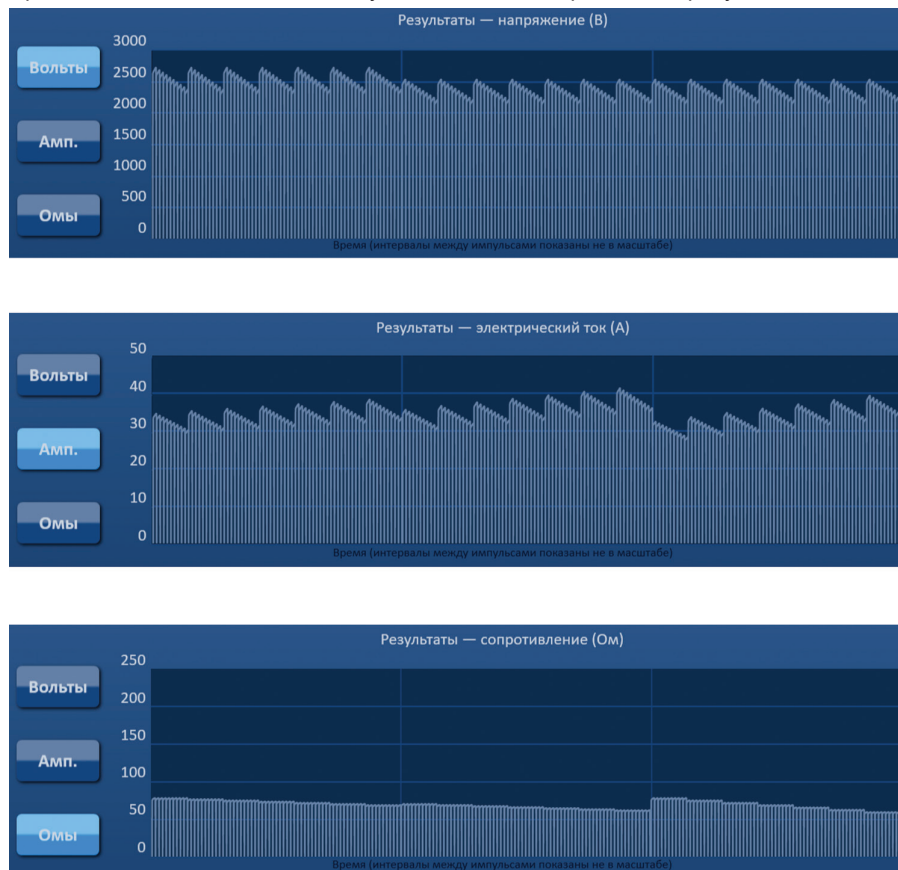 Результаты — напряжение (В)
3000
Вольты
2500
2000
Амп.
1500
1000
500
Омы
0
Время (интервалы между импульсами показаны не в масштабе)
Результаты — электрический ток (А)
50
Вольты
40
30
Амп.
20
10
Омы
0
Время (интервалы между импульсами показаны не в масштабе)
Результаты — сопротивление (Ом)
250
Вольты
200
150
Амп.
100
50
Омы
0
Время (интервалы между импульсами показаны не в масштабе)